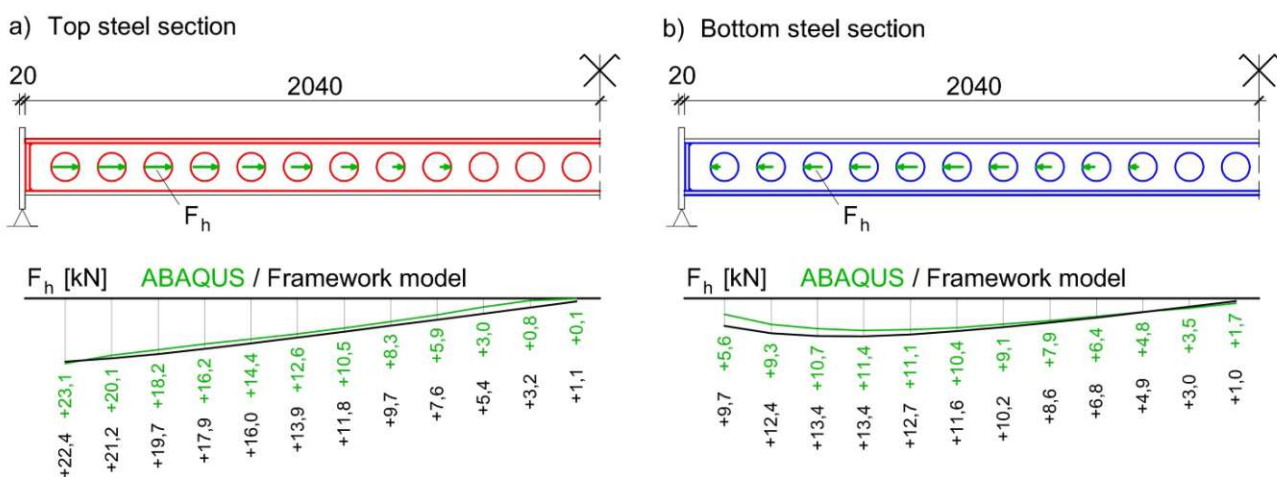 a) Top steel section
20
2040
F h
F h [kN] ABAQUS / Framework model
+23,1 +20,1 +18,2 +16,2 +14,4 +12,6 +10,5 +8,3 +5,9 +3,0 +0,8 +0,1
+22,4 +21,2 +19,7 +17,9 +16,0 +13,9 +11,8 +9,7 +7,6 +5,4 +3,2 +1,1
b) Bottom steel section
20
2040
F h
F h [kN] ABAQUS / Framework model
+5,6 +9,3 +10,7 +11,4 +11,1 +10,4 +9,1 +7,9 +6,4 +4,8 +3,5 +1,7
+9,7 +12,4 +13,4 +13,4 +12,7 +11,6 +10,2 +8,6 +6,8 +4,9 +3,0 +1,0